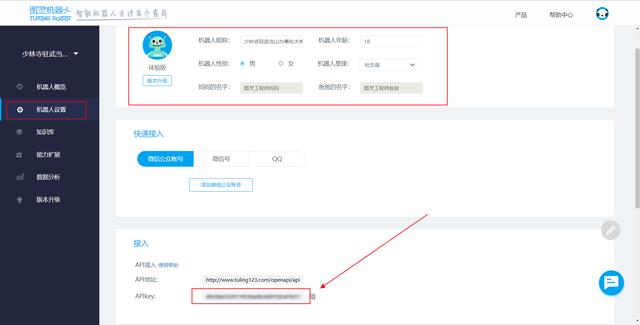 图灵机器人
TURING ROBOT
智能机器人走进每个家庭
产品
帮助中心
少林寺驻武当...
机器人概览
机器人设置
知识库
能力扩展
数据分析
版本升级
体验版
版本升级
机器人昵称:
少林寺驻武当山办事处大神
机器人年龄:
18
机器人性别:
男
女
机器人星座:
处女座
妈妈的名字:
图灵工程师妈妈
爸爸的名字:
图灵工程师爸爸
快速接入
微信公众账号
微信号
QQ
添加微信公众账号
接入
API接入 使用帮助
API地址:
http://www.tuling123.com/openapi/api
APIkey: